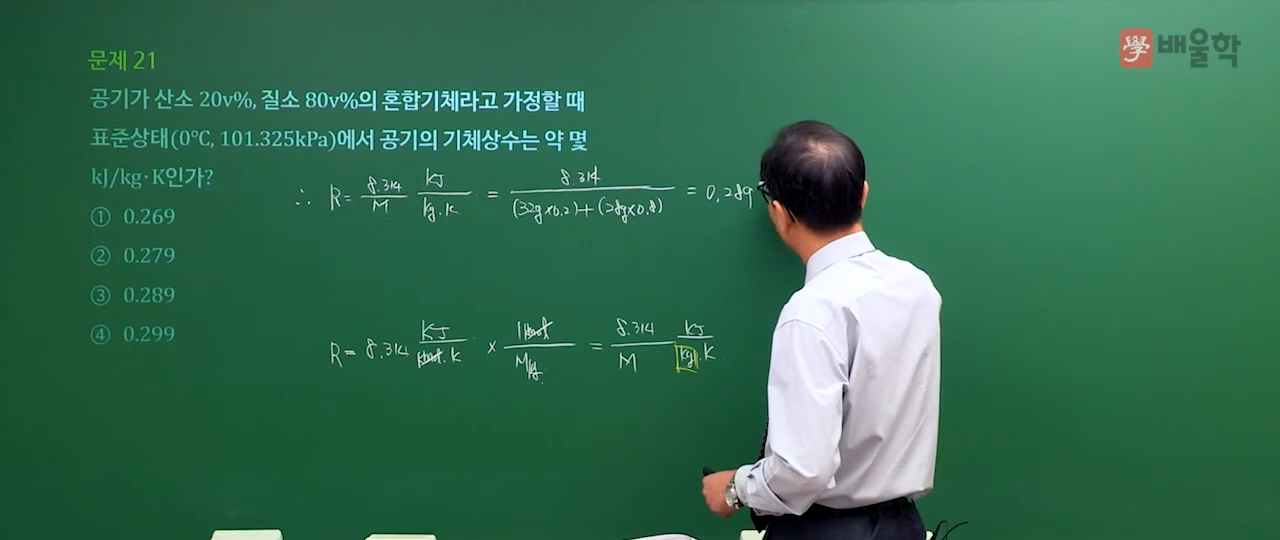 學 배울학
문제 21
공기가 산소 20v%, 질소 80v%의 혼합기체라고 가정할 때
표준상태(0°C, 101.325kPa)에서 공기의 기체상수는 약 몇
kJ/kg·K인가?
① 0.269
② 0.279
③ 0.289
④ 0.299
∴ R = 8.314/M kJ/kg.K = 8.314/(32g×0.2)+(28g×0.8) = 0.289
R = 8.314 kJ/kmol.K × 1kmol/Mkg = 8.314/M kJ/kg.K